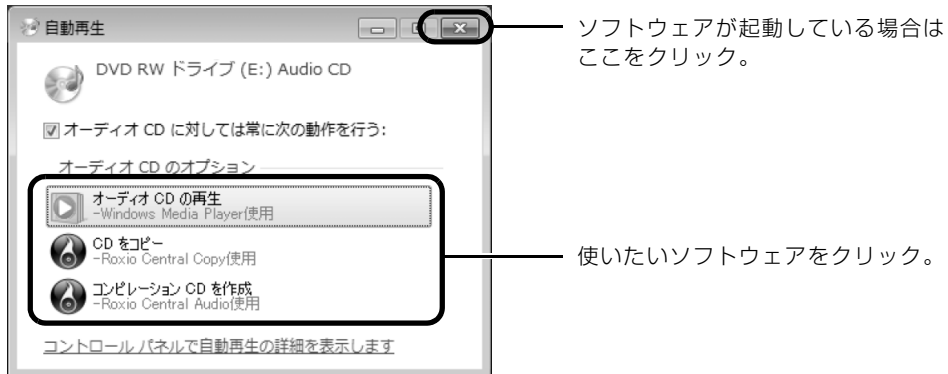 自動再生
ソフトウェアが起動している場合は
ここをクリック。
DVD RW ドライブ (E:) Audio CD
オーディオ CD に対しては常に次の動作を行う:
オーディオ CD のオプション
オーディオ CD の再生
-Windows Media Player使用
CD をコピー
-Roxio Central Copy使用
使いたいソフトウェアをクリック。
コンピレーション CD を作成
-Roxio Central Audio使用
コントロール パネルで自動再生の詳細を表示します